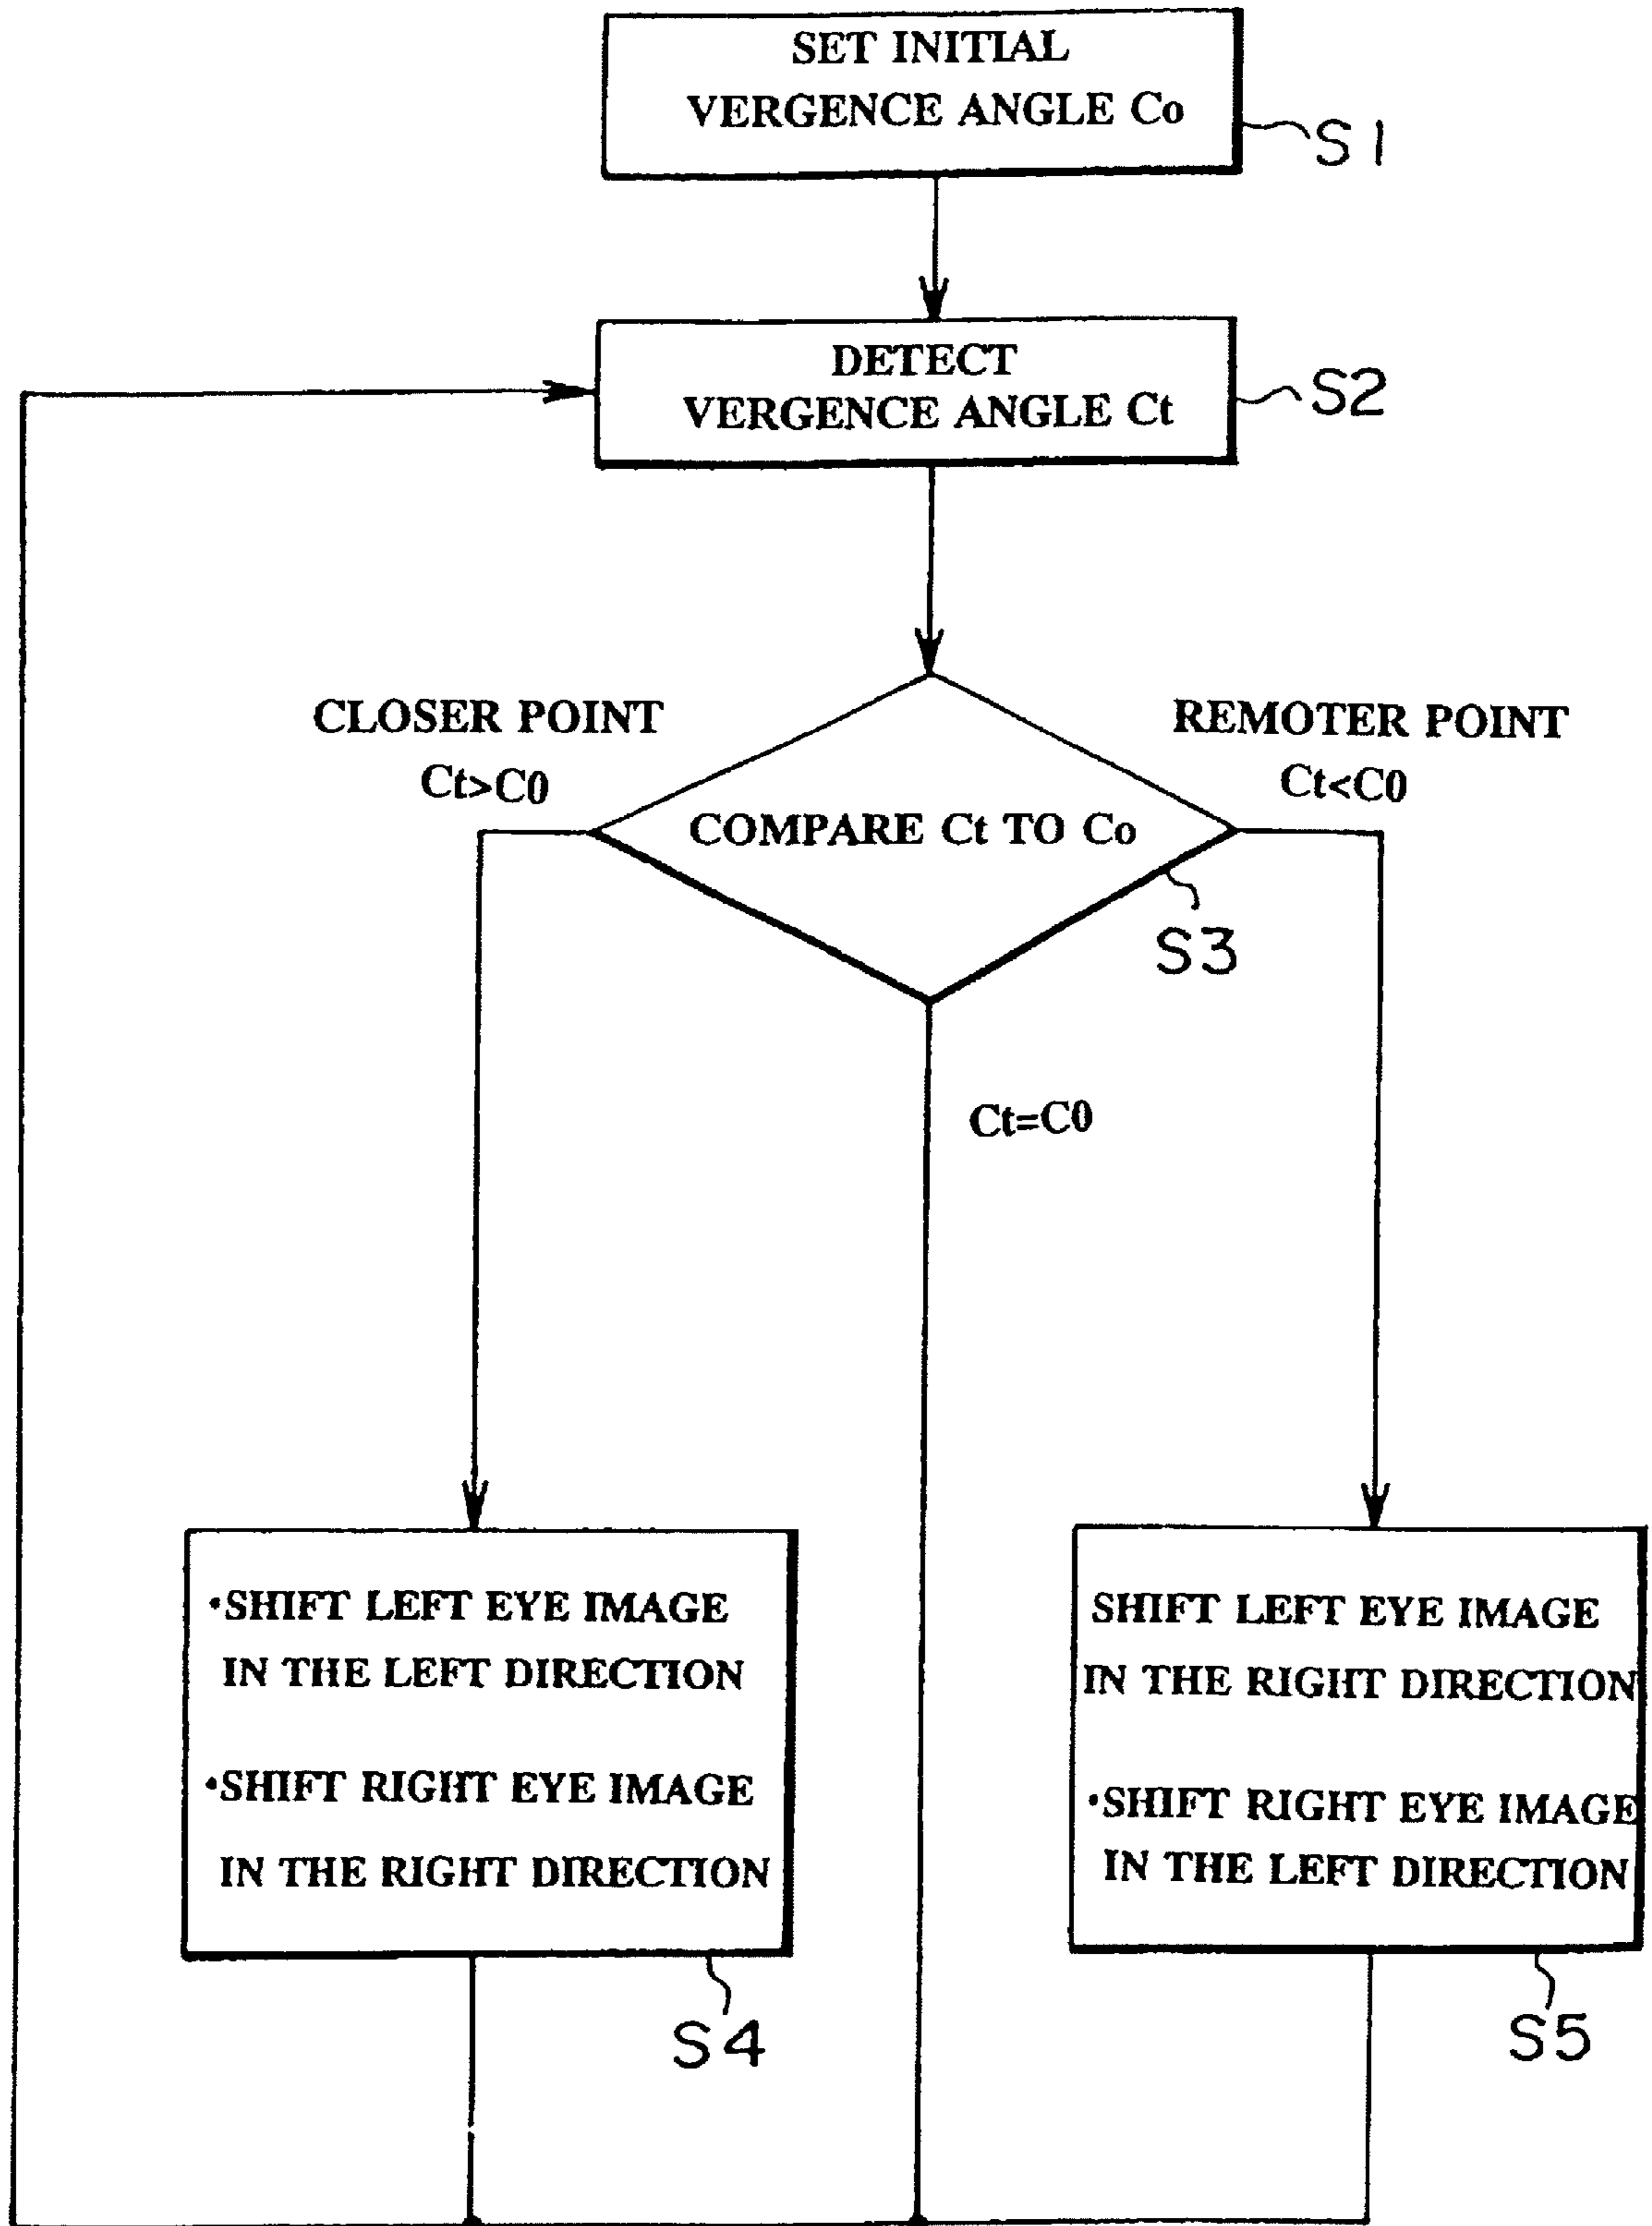 SET INITIAL
VERGENCE ANGLE Co
S1
DETECT
VERGENCE ANGLE Ct
S2
CLOSER POINT
Ct>C0
REMOTER POINT
Ct<C0
COMPARE Ct TO Co
S3
Ct=C0
•SHIFT LEFT EYE IMAGE
IN THE LEFT DIRECTION
•SHIFT RIGHT EYE IMAGE
IN THE RIGHT DIRECTION
S4
SHIFT LEFT EYE IMAGE
IN THE RIGHT DIRECTION
•SHIFT RIGHT EYE IMAGE
IN THE LEFT DIRECTION
S5